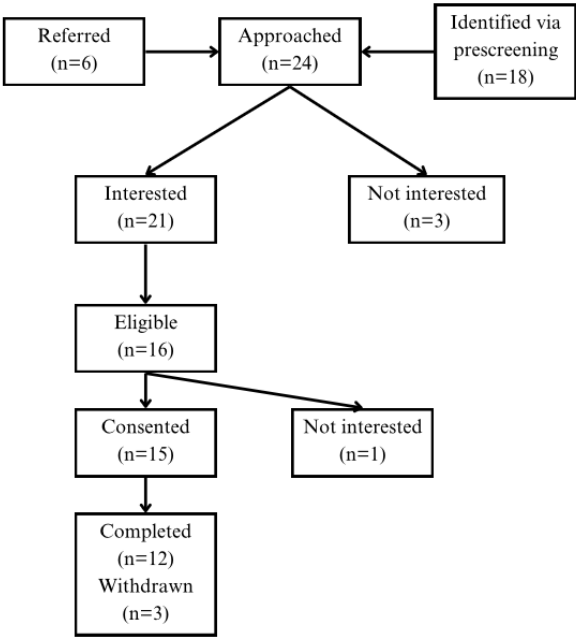 Referred
(n=6)
Approached
(n=24)
Identified via
prescreening
(n=18)
Interested
(n=21)
Not interested
(n=3)
Eligible
(n=16)
Consented
(n=15)
Not interested
(n=1)
Completed
(n=12)
Withdrawn
(n=3)